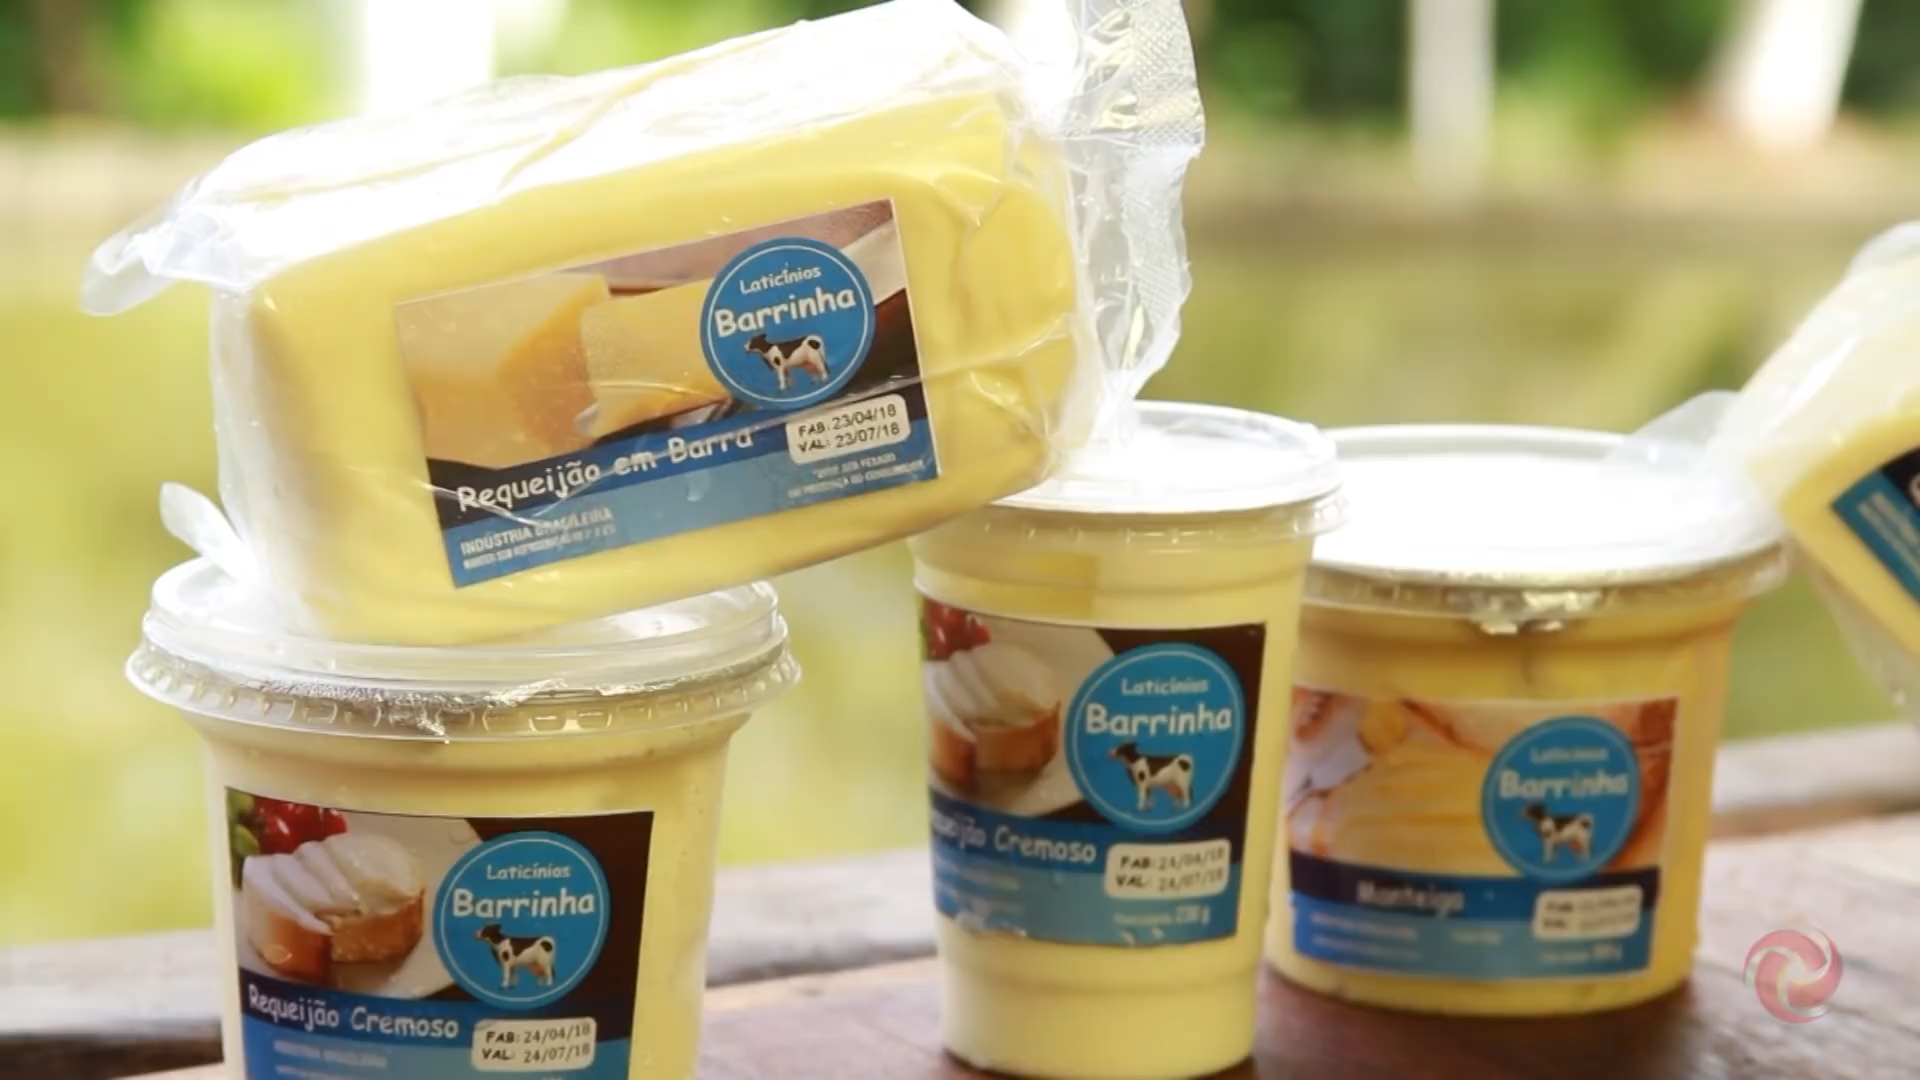 Laticínios
Barrinha
FAB: 23/04/18
VAL: 23/07/18
Requeijão em Barra
INDÚSTRIA BRASILEIRA
Laticínios
Barrinha
Requeijão Cremoso
FAB: 24/04/18
VAL: 24/07/18
Laticínios
Barrinha
Cremoso
FAB: 24/04/18
VAL: 24/07/18
Laticínios
Barrinha
Manteiga